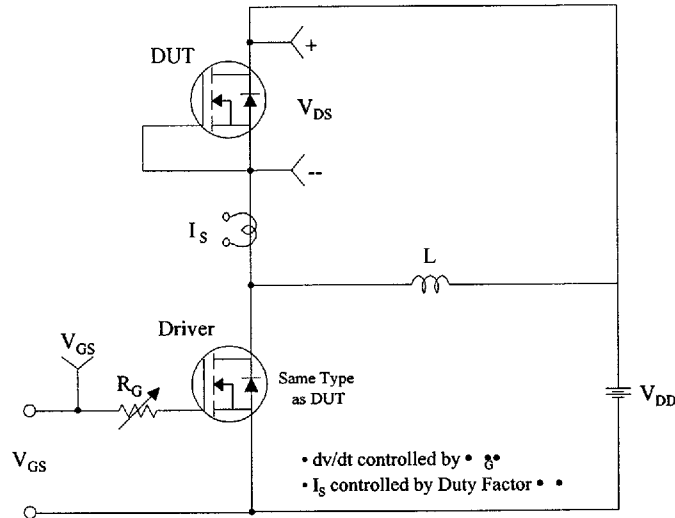 DUT
+
V_DS
--
I_S
L
Driver
V_GS
R_G
Same Type
as DUT
V_DD
V_GS
• dv/dt controlled by • G•
• I_S controlled by Duty Factor • •